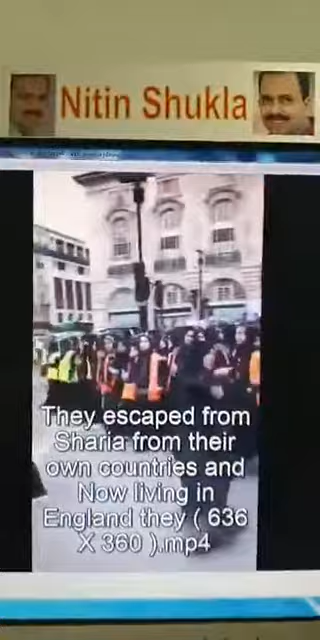 Nitin Shukla
They escaped from
Sharia from their
own countries and
Now living in
England they ( 636
X 360 ).mp4